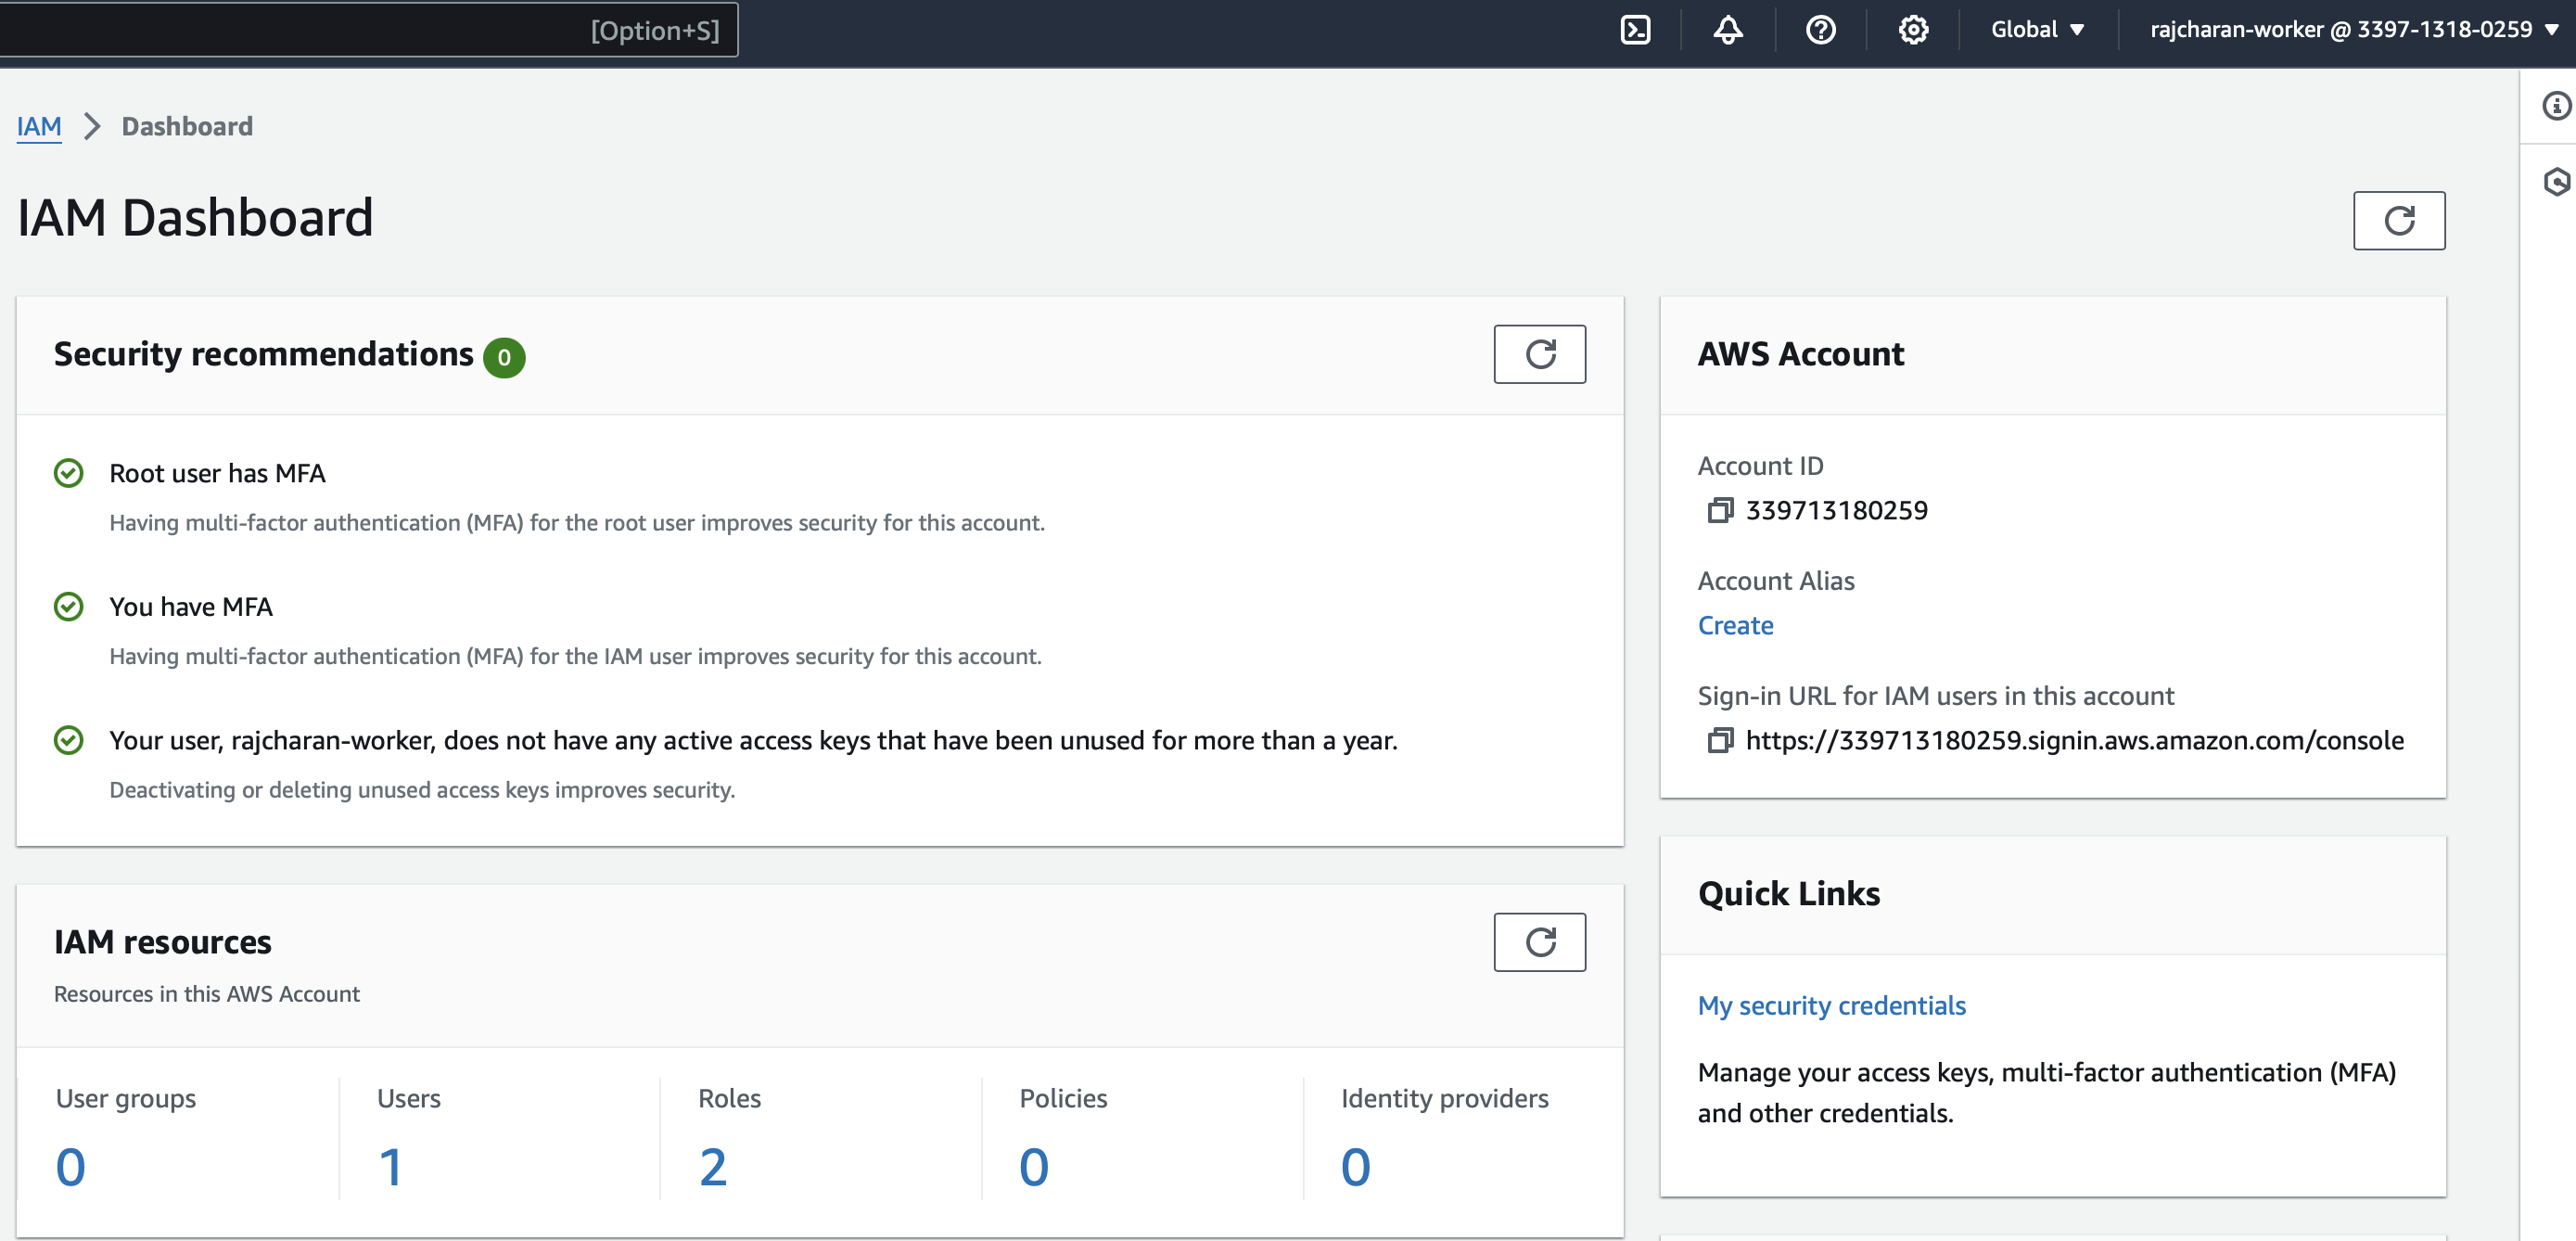 [Option+S]
Global
rajcharan-worker @ 3397-1318-0259
IAM
Dashboard
IAM Dashboard
Security recommendations 0
Root user has MFA
Having multi-factor authentication (MFA) for the root user improves security for this account.
You have MFA
Having multi-factor authentication (MFA) for the IAM user improves security for this account.
Your user, rajcharan-worker, does not have any active access keys that have been unused for more than a year.
Deactivating or deleting unused access keys improves security.
IAM resources
Resources in this AWS Account
User groups
0
Users
1
Roles
2
Policies
0
Identity providers
0
AWS Account
Account ID
339713180259
Account Alias
Create
Sign-in URL for IAM users in this account
https://339713180259.signin.aws.amazon.com/console
Quick Links
My security credentials
Manage your access keys, multi-factor authentication (MFA)
and other credentials.